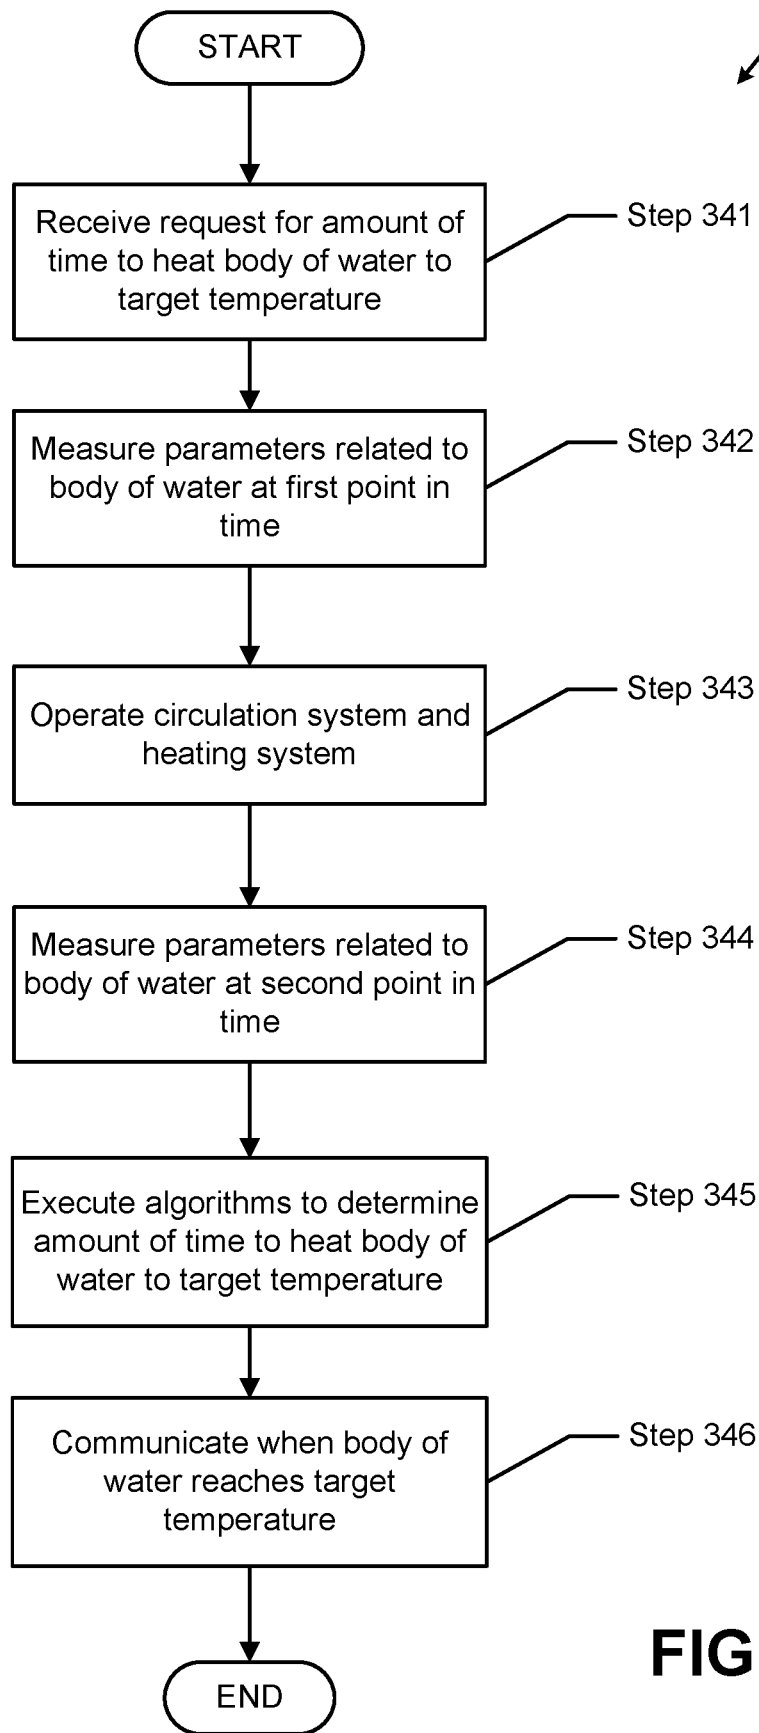 START
Receive request for amount of
time to heat body of water to
target temperature
Step 341
Measure parameters related to
body of water at first point in
time
Step 342
Operate circulation system and
heating system
Step 343
Measure parameters related to
body of water at second point in
time
Step 344
Execute algorithms to determine
amount of time to heat body of
water to target temperature
Step 345
Communicate when body of
water reaches target
temperature
Step 346
END
FIG